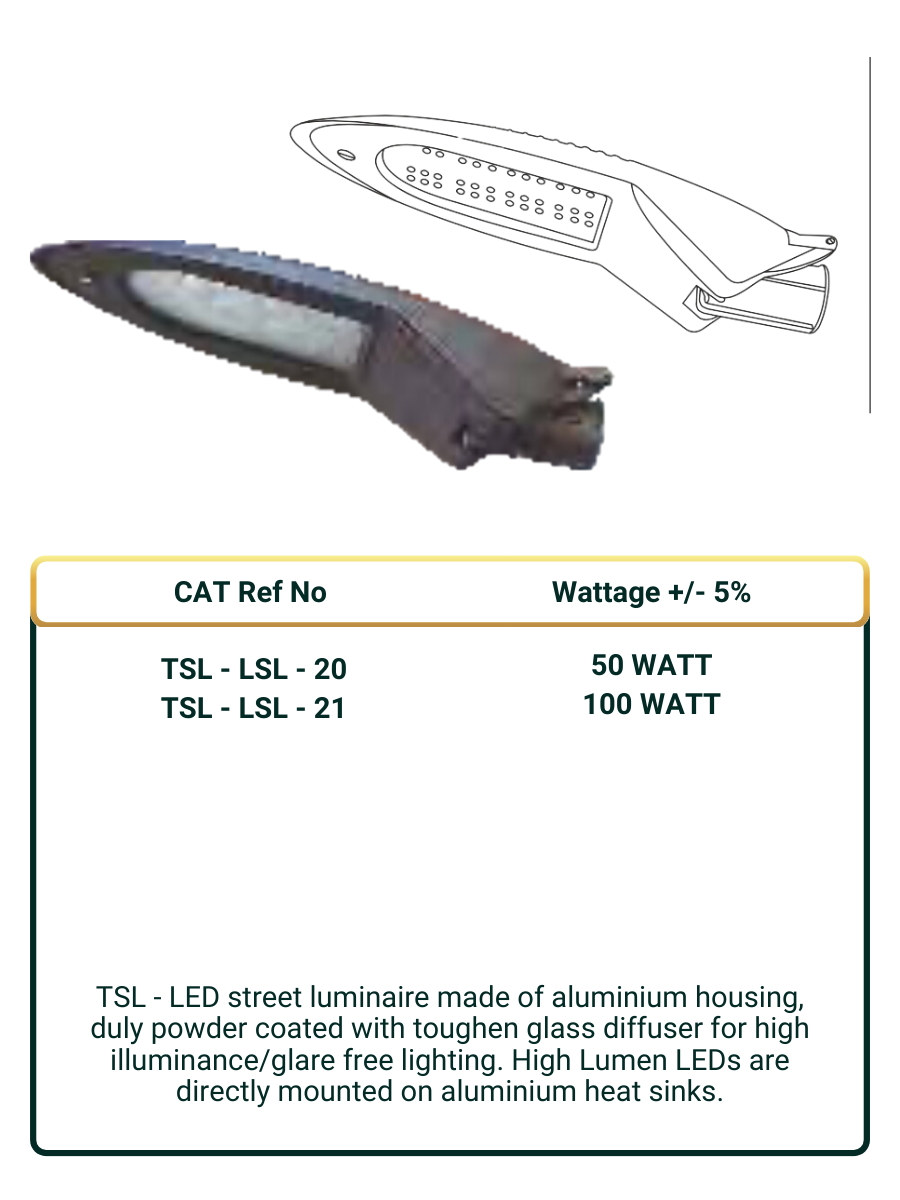 CAT Ref No Wattage +/- 5%
TSL - LSL - 20 50 WATT
TSL - LSL - 21 100 WATT
TSL - LED street luminaire made of aluminium housing,
duly powder coated with toughen glass diffuser for high
illuminance/glare free lighting. High Lumen LEDs are
directly mounted on aluminium heat sinks.